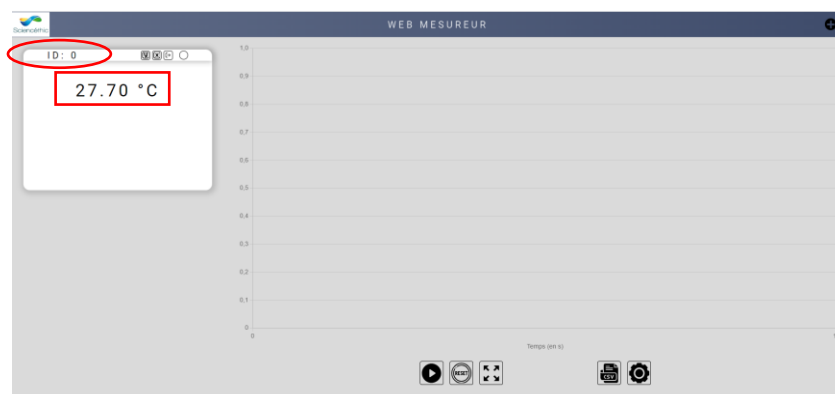 Sciencéthic
WEB MESUREUR
ID: 0
27.70 °C
1,0
0,9
0,8
0,7
0,6
0,5
0,4
0,3
0,2
0,1
0
0
Temps (en s)
RESET
CSV